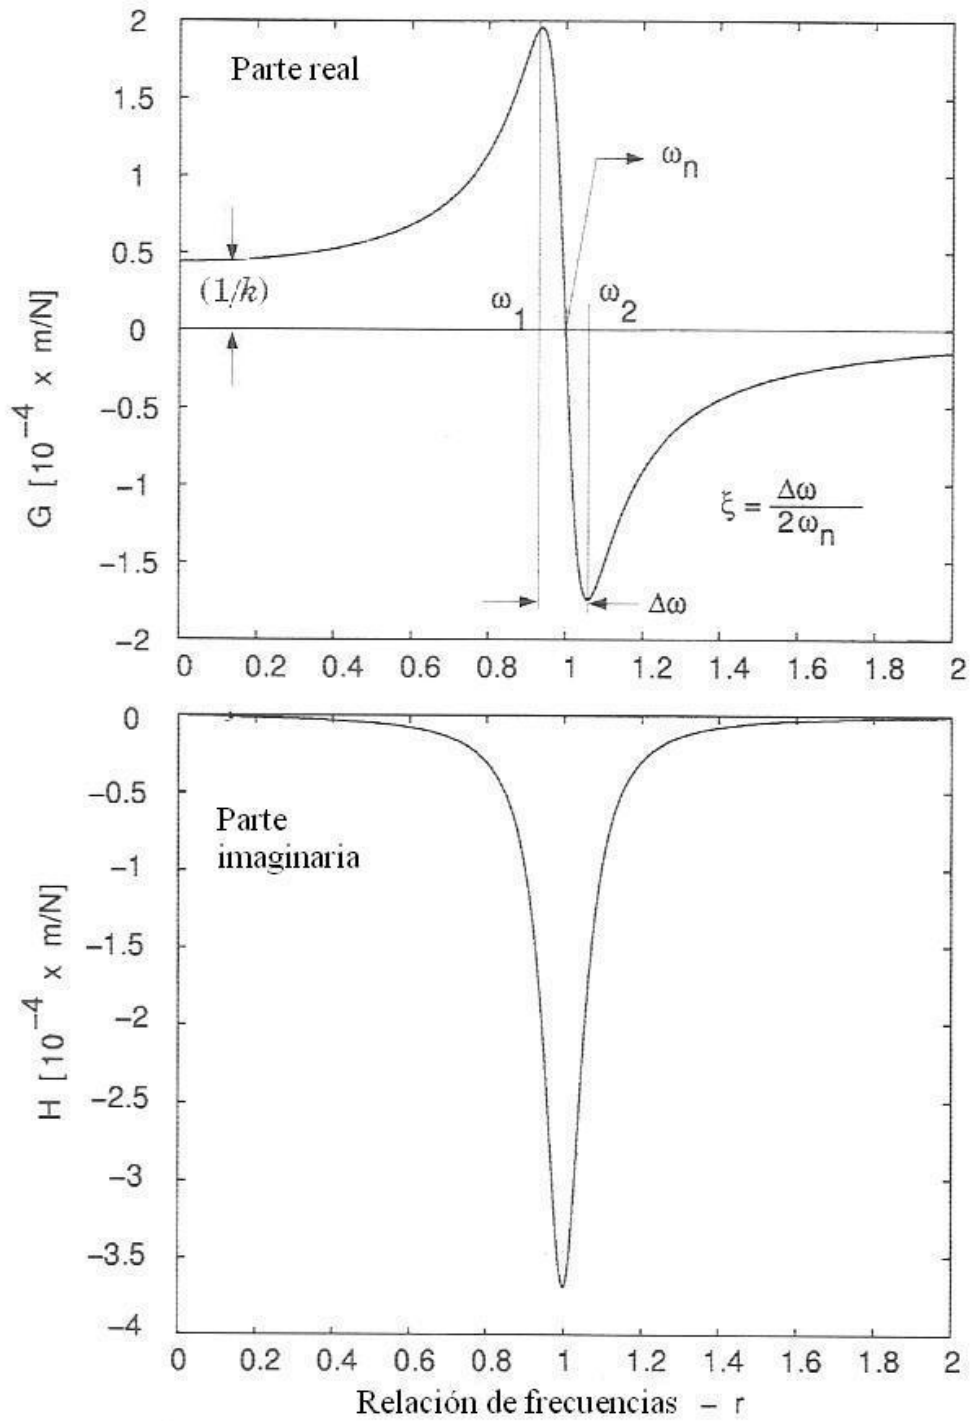 2
Parte real
1.5
ωn
1
0.5
(1/k)
ω1
ω2
0
G [10⁻⁴ x m/N]
−0.5
−1
ξ = Δω / 2ωn
−1.5
Δω
−2
0 0.2 0.4 0.6 0.8 1 1.2 1.4 1.6 1.8 2
0
−0.5
Parte
imaginaria
−1
H [10⁻⁴ x m/N]
−1.5
−2
−2.5
−3
−3.5
−4
0 0.2 0.4 0.6 0.8 1 1.2 1.4 1.6 1.8 2
Relación de frecuencias − r